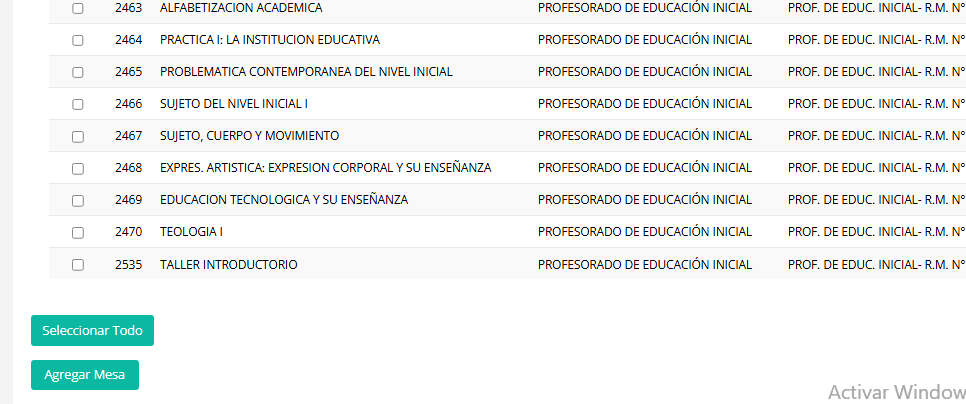 2463 ALFABETIZACION ACADEMICA PROFESORADO DE EDUCACIÓN INICIAL PROF. DE EDUC. INICIAL- R.M. N°
2464 PRACTICA I: LA INSTITUCION EDUCATIVA PROFESORADO DE EDUCACIÓN INICIAL PROF. DE EDUC. INICIAL- R.M. N°
2465 PROBLEMATICA CONTEMPORANEA DEL NIVEL INICIAL PROFESORADO DE EDUCACIÓN INICIAL PROF. DE EDUC. INICIAL- R.M. N°
2466 SUJETO DEL NIVEL INICIAL I PROFESORADO DE EDUCACIÓN INICIAL PROF. DE EDUC. INICIAL- R.M. N°
2467 SUJETO, CUERPO Y MOVIMIENTO PROFESORADO DE EDUCACIÓN INICIAL PROF. DE EDUC. INICIAL- R.M. N°
2468 EXPRES. ARTISTICA: EXPRESION CORPORAL Y SU ENSEÑANZA PROFESORADO DE EDUCACIÓN INICIAL PROF. DE EDUC. INICIAL- R.M. N°
2469 EDUCACION TECNOLOGICA Y SU ENSEÑANZA PROFESORADO DE EDUCACIÓN INICIAL PROF. DE EDUC. INICIAL- R.M. N°
2470 TEOLOGIA I PROFESORADO DE EDUCACIÓN INICIAL PROF. DE EDUC. INICIAL- R.M. N°
2535 TALLER INTRODUCTORIO PROFESORADO DE EDUCACIÓN INICIAL PROF. DE EDUC. INICIAL- R.M. N°
Seleccionar Todo
Agregar Mesa
Activar Window